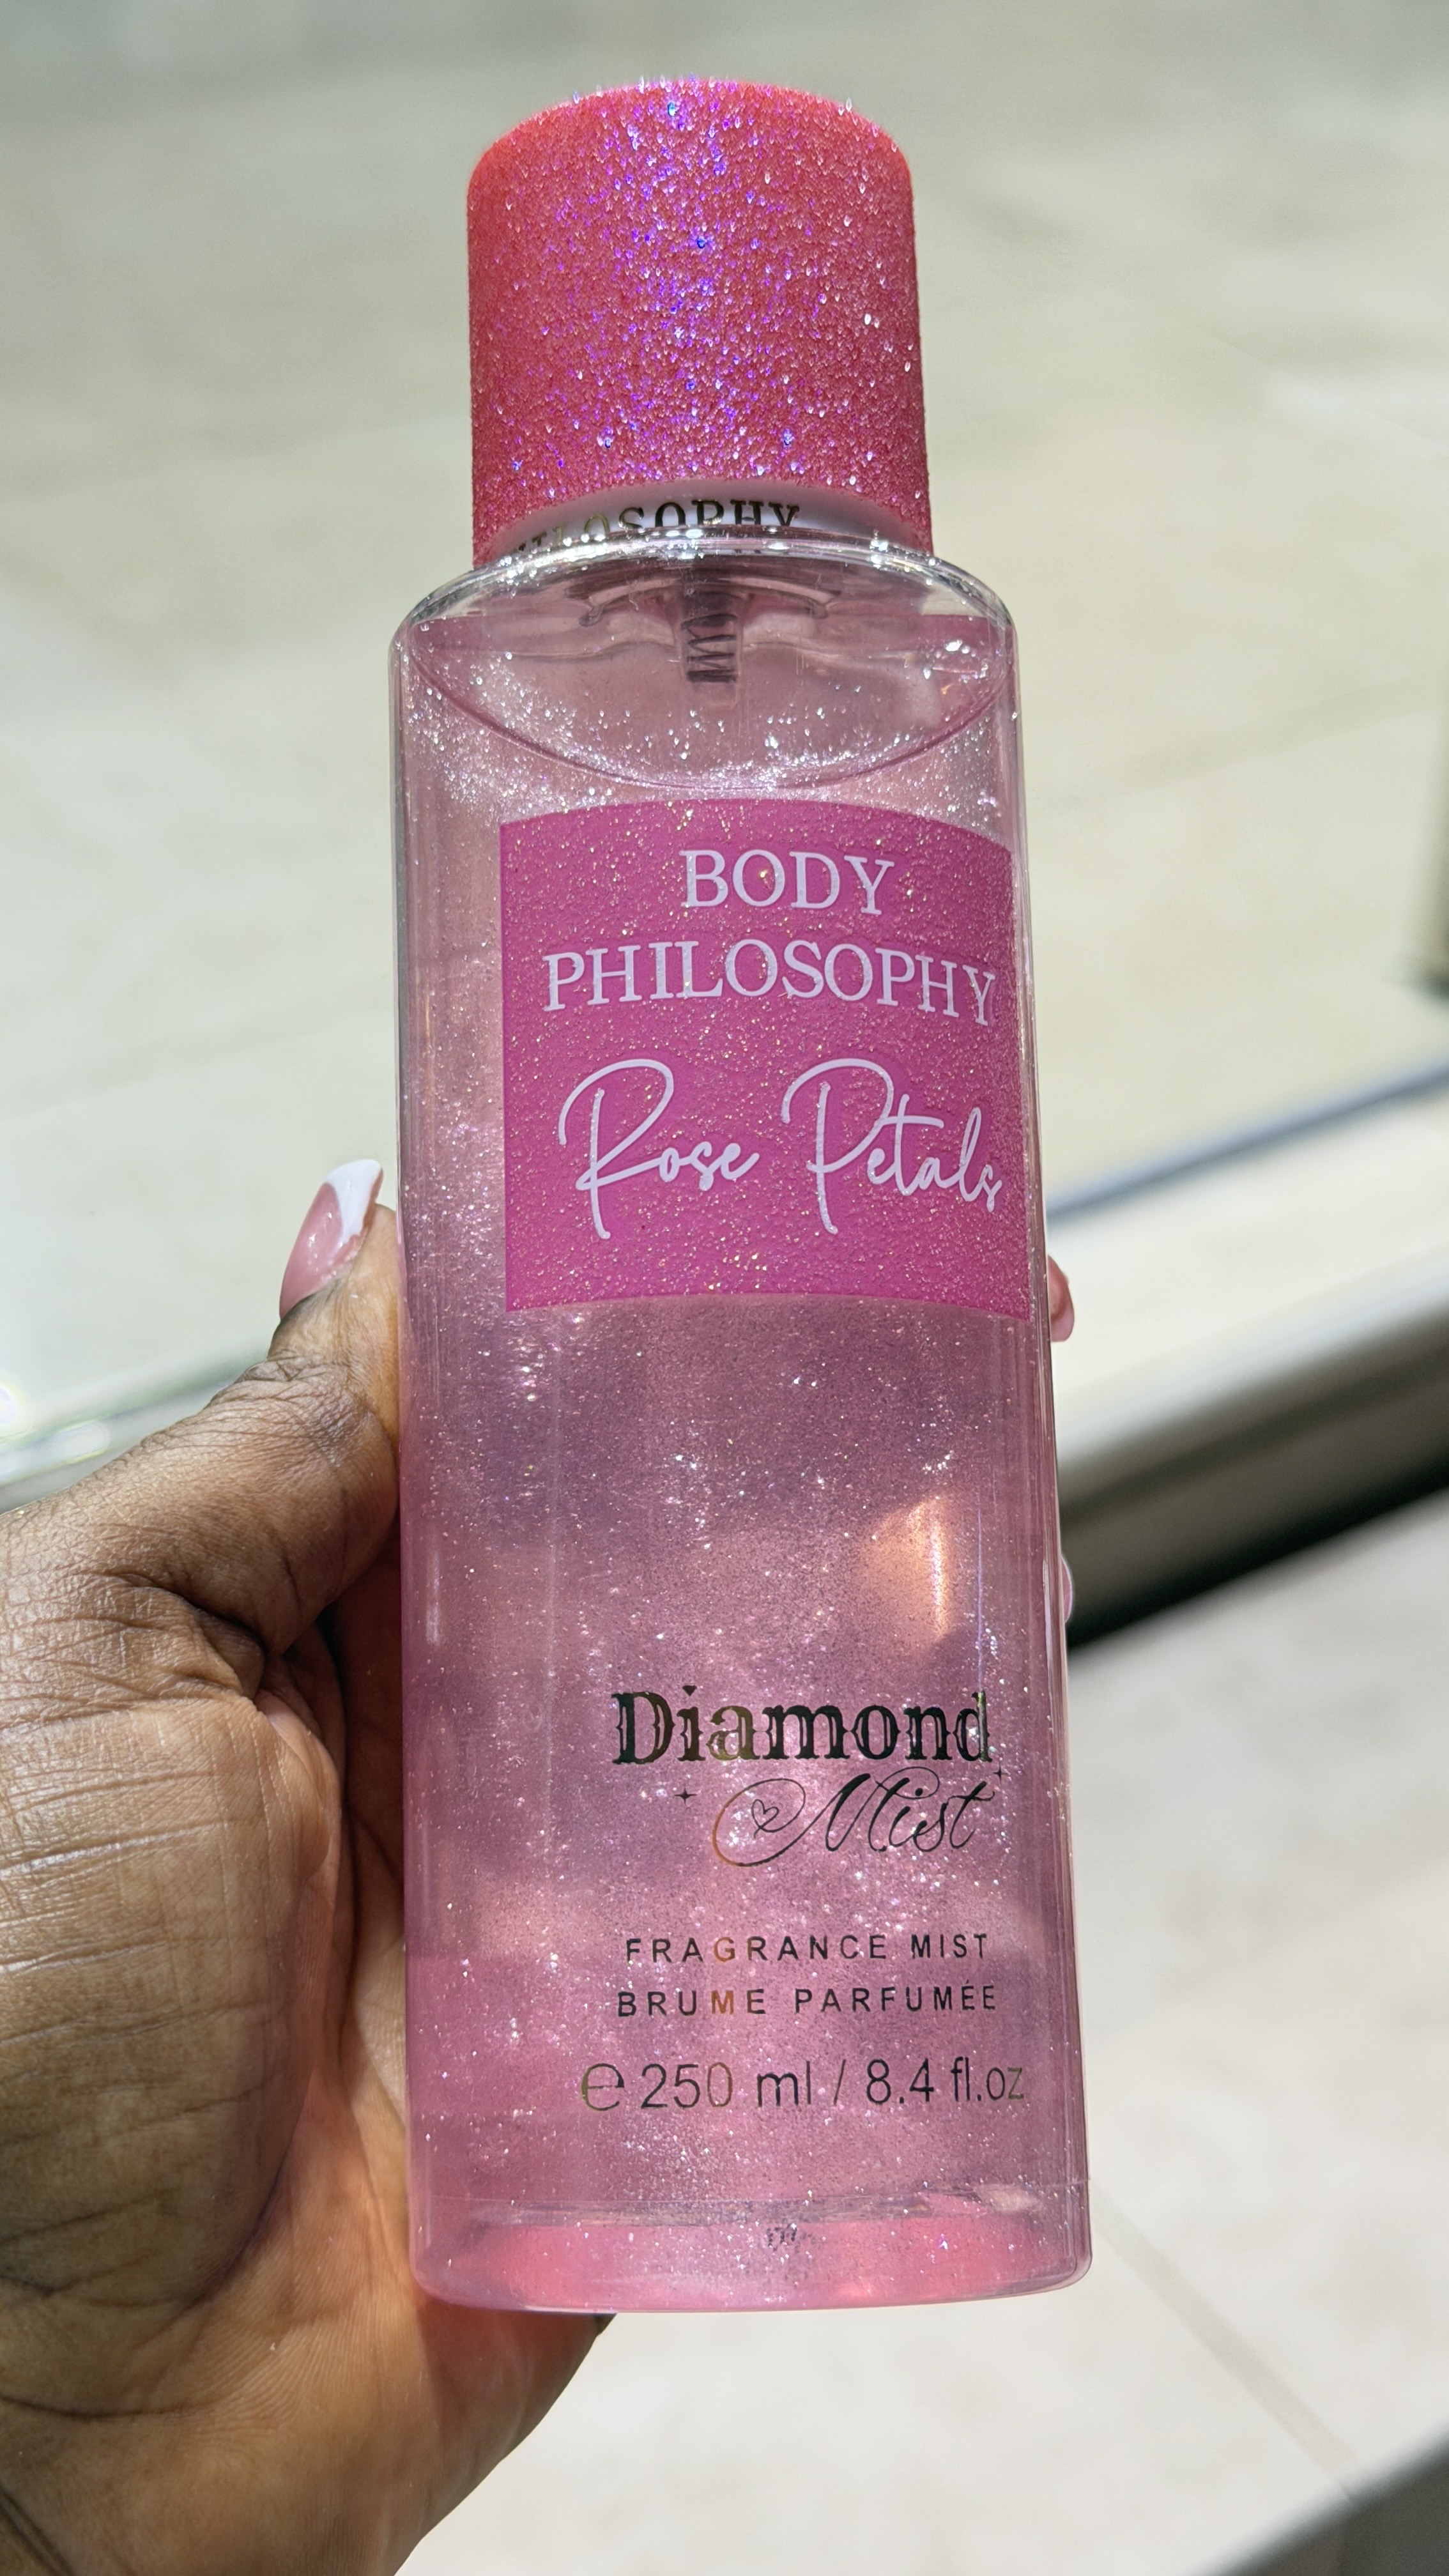 BODY
PHILOSOPHY
Rose Petals
Diamond
Mist
FRAGRANCE MIST
BRUME PARFUMÉE
℮ 250 ml / 8.4 fl.oz